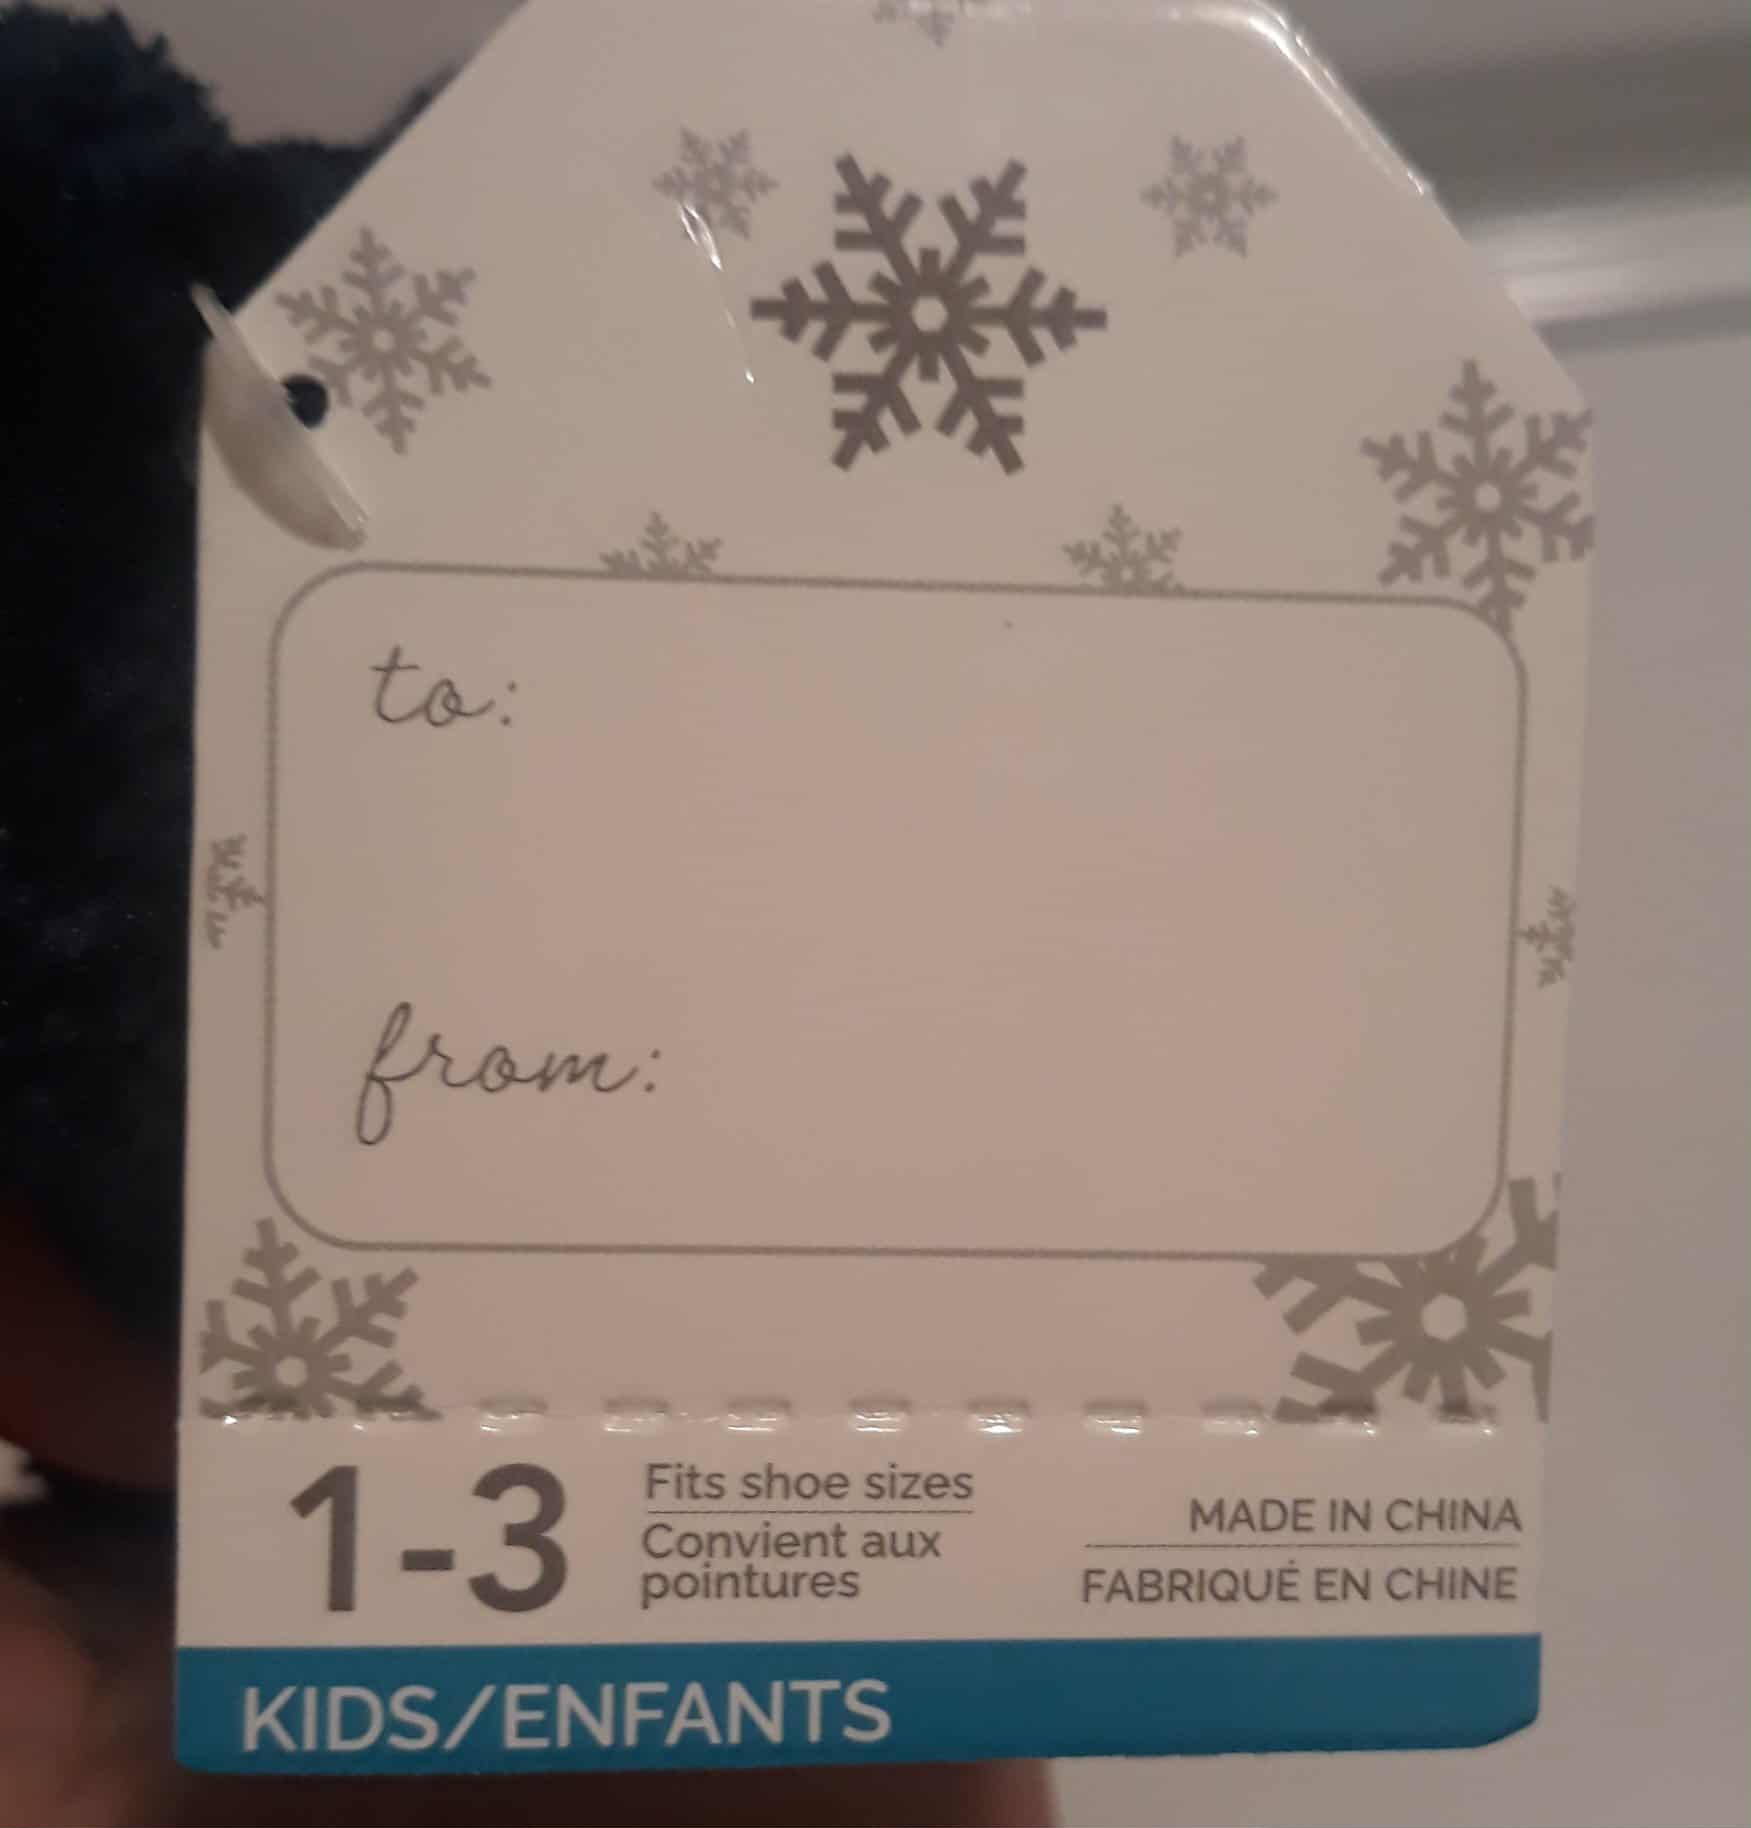 to:
from:
1-3
Fits shoe sizes
Convient aux
pointures
MADE IN CHINA
FABRIQUÉ EN CHINE
KIDS/ENFANTS